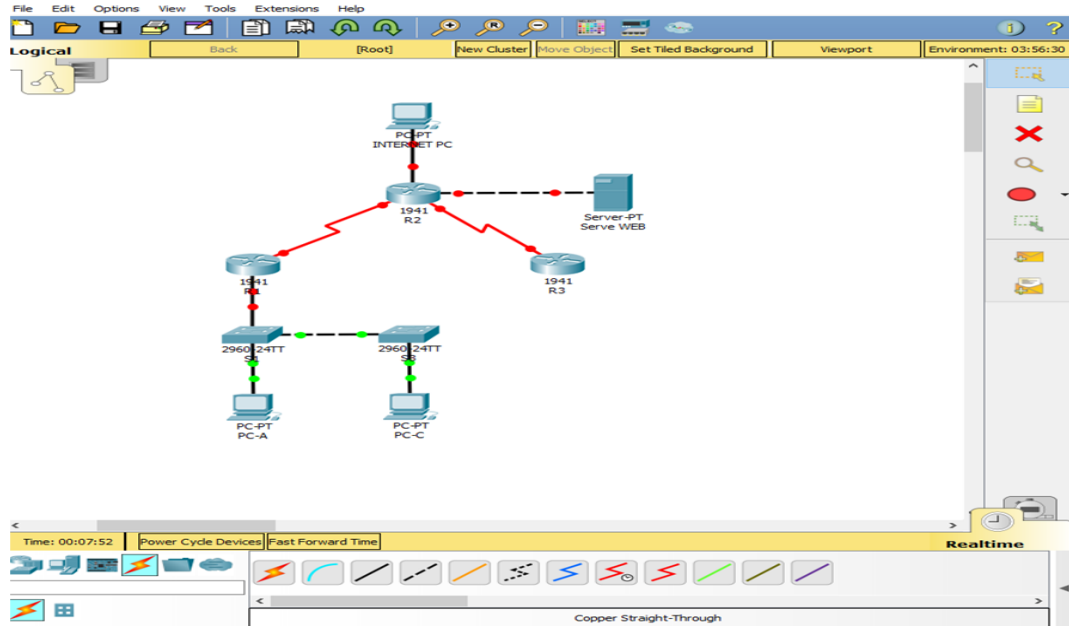 File Edit Options View Tools Extensions Help
Logical Back [Root] New Cluster Move Object Set Tiled Background Viewport Environment: 03:56:30
PC-PT
INTERNET PC
1941
R2
Server-PT
Serve WEB
1941
1941
R3
2960-24TT
2960-24TT
PC-PT
PC-A
PC-PT
PC-C
Time: 00:07:52 Power Cycle Devices Fast Forward Time
Realtime
Copper Straight-Through